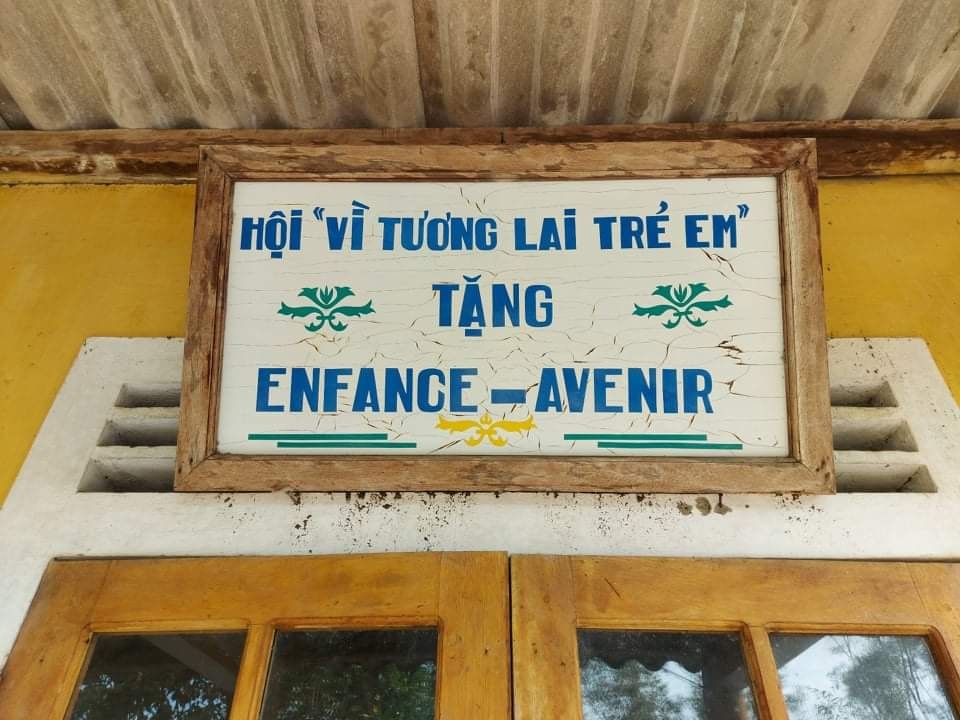 HỘI "VÌ TƯƠNG LAI TRẺ EM"
TẶNG
ENFANCE - AVENIR